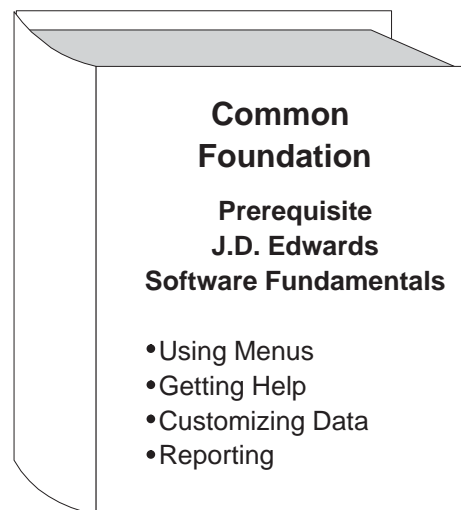 Common
Foundation
Prerequisite
J.D. Edwards
Software Fundamentals
•Using Menus
•Getting Help
•Customizing Data
•Reporting